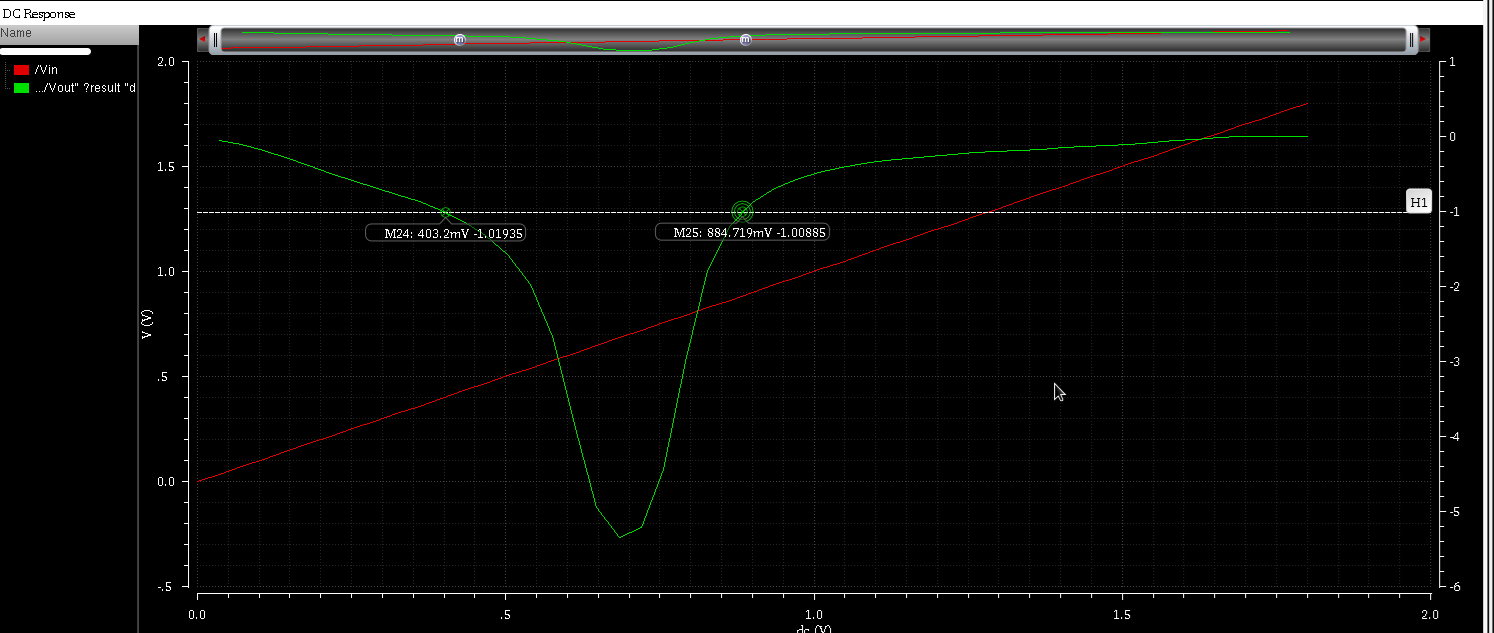 DC Response
Name
/Vin
.../Vout" ?result "d
m
m
2.0
1.5
1.0
.5
0.0
-.5
V (V)
1
0
-1
-2
-3
-4
-5
-6
H1
M24: 403.2mV -1.01935
M25: 884.719mV -1.00885
0.0
.5
1.0
1.5
2.0
dc (V)